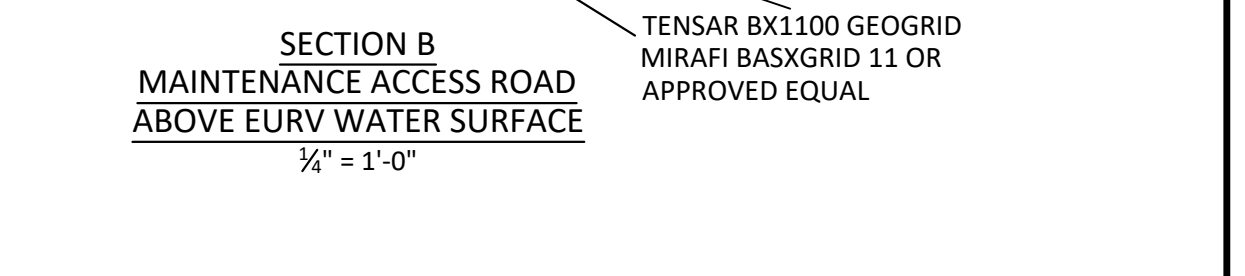 TENSAR BX1100 GEOGRID
MIRAFI BASXGRID 11 OR
APPROVED EQUAL
SECTION B
MAINTENANCE ACCESS ROAD
ABOVE EURV WATER SURFACE
¼" = 1'-0"